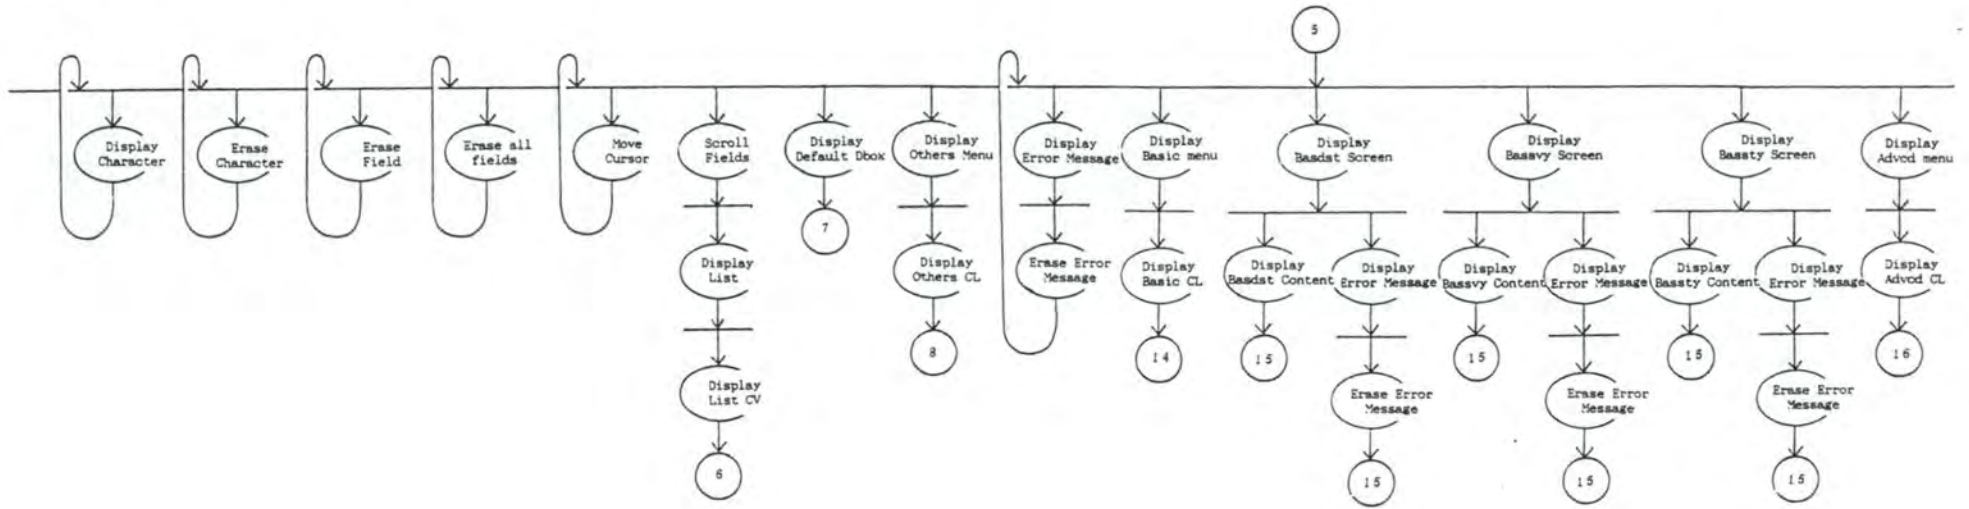 5
Display
Character
Erase
Character
Erase
Field
Erase all
fields
Move
Cursor
Scroll
Fields
Display
Default Dbox
Display
Others Menu
Display
Error Message
Display
Basic menu
Display
Basdst Screen
Display
Bassvy Screen
Display
Bassty Screen
Display
Advcd menu
7
Display
List
Display
Others CL
Erase Error
Message
Display
Basic CL
Display
Basdst Content
Display
Error Message
Display
Bassvy Content
Display
Error Message
Display
Bassty Content
Display
Error Message
Display
Advcd CL
8
14
15
15
15
16
Display
List CV
Erase Error
Message
Erase Error
Message
Erase Error
Message
6
15
15
15